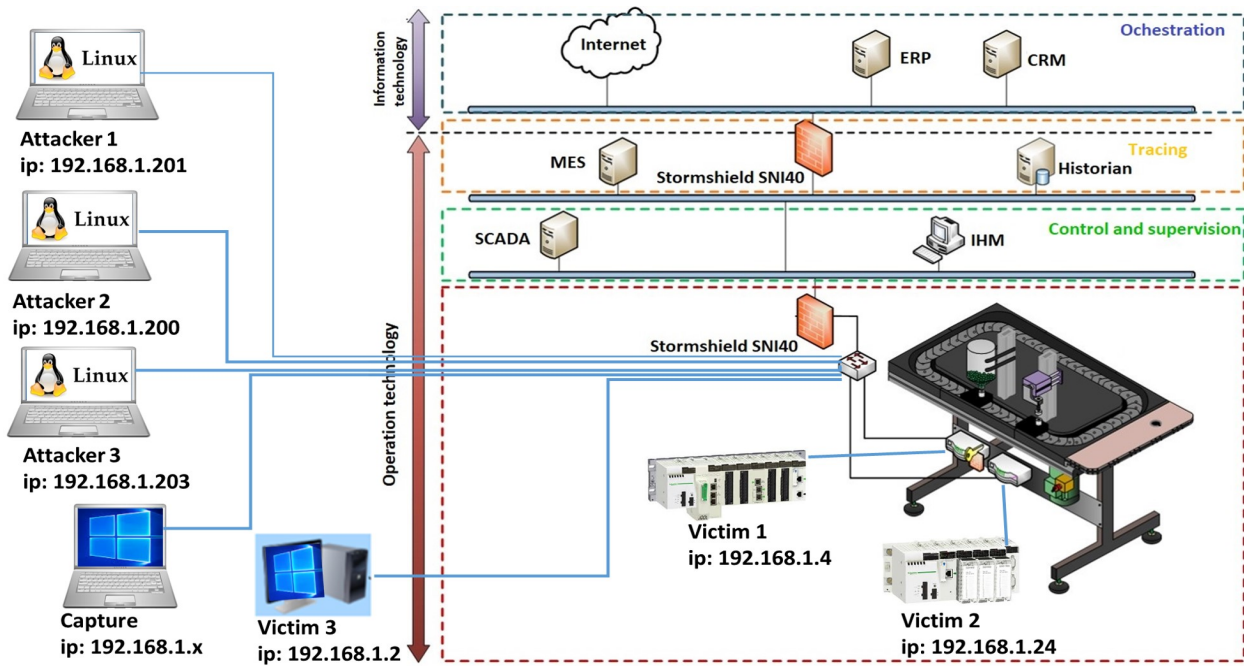 Linux
Attacker 1
ip: 192.168.1.201
Linux
Attacker 2
ip: 192.168.1.200
Linux
Attacker 3
ip: 192.168.1.203
Capture
ip: 192.168.1.x
Victim 3
ip: 192.168.1.2
Information
technology
Operation technology
Internet
ERP
CRM
Ochestration
MES
Stormshield SNI40
Historian
Tracing
SCADA
IHM
Control and supervision
Stormshield SNI40
Victim 1
ip: 192.168.1.4
Victim 2
ip: 192.168.1.24